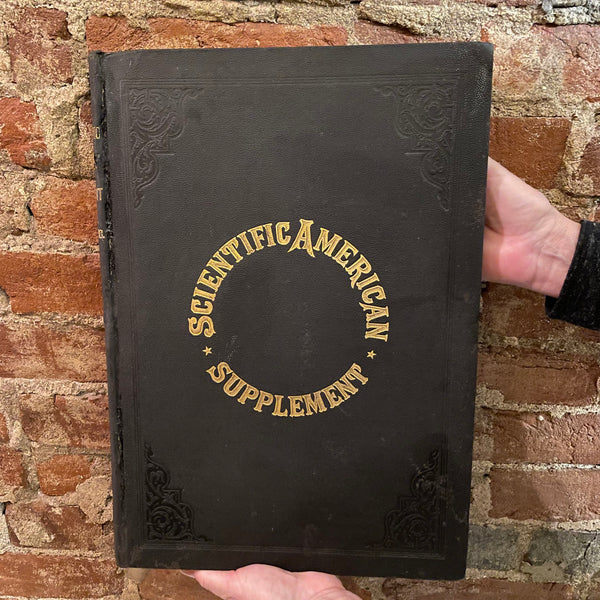 SCIENTIFIC AMERICAN
★ SUPPLEMENT ★